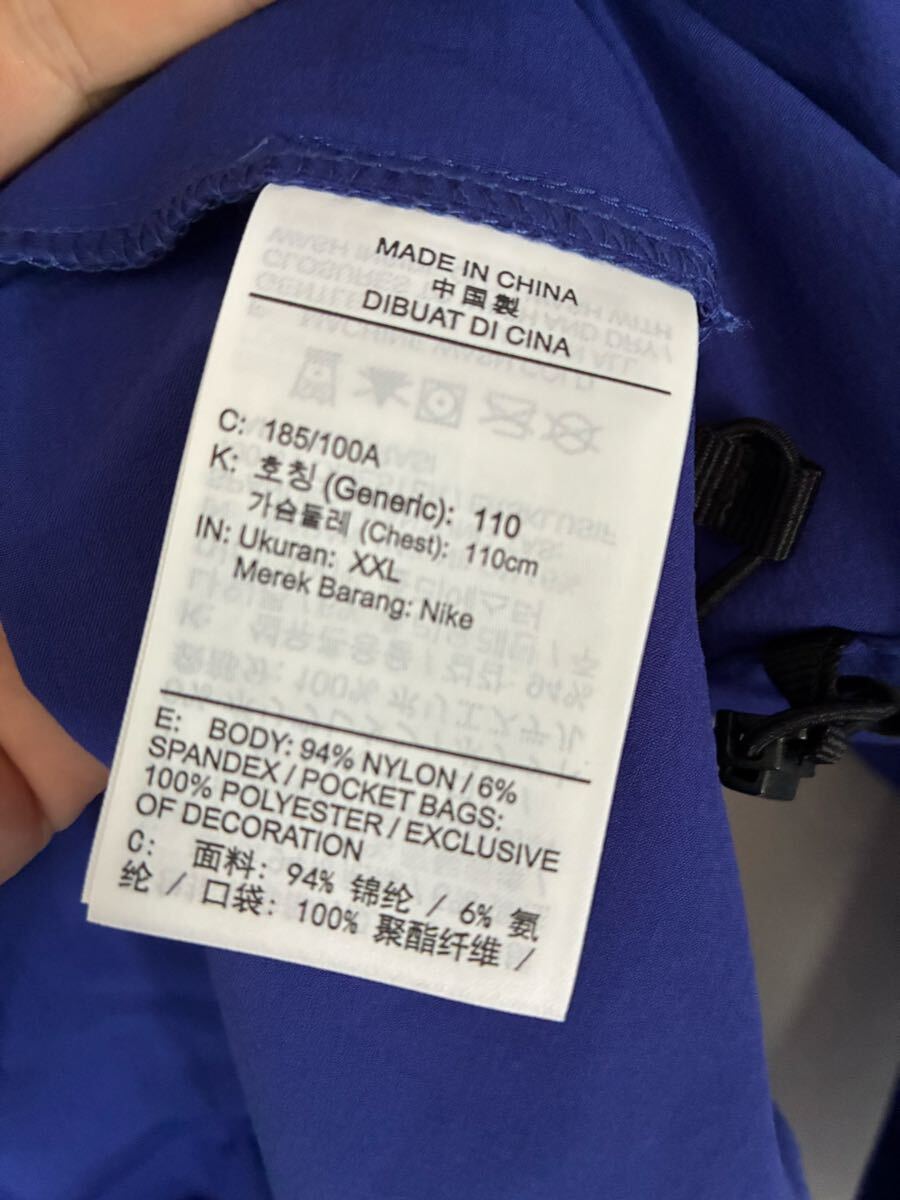 MADE IN CHINA
中国製
DIBUAT DI CINA
C: 185/100A
K: 호칭 (Generic): 110
가슴둘레 (Chest): 110cm
IN: Ukuran: XXL
Merek Barang: Nike
E: BODY: 94% NYLON / 6%
SPANDEX / POCKET BAGS:
100% POLYESTER / EXCLUSIVE
OF DECORATION
C: 面料: 94% 锦纶 / 6% 氨
纶 / 口袋: 100% 聚酯纤维 /